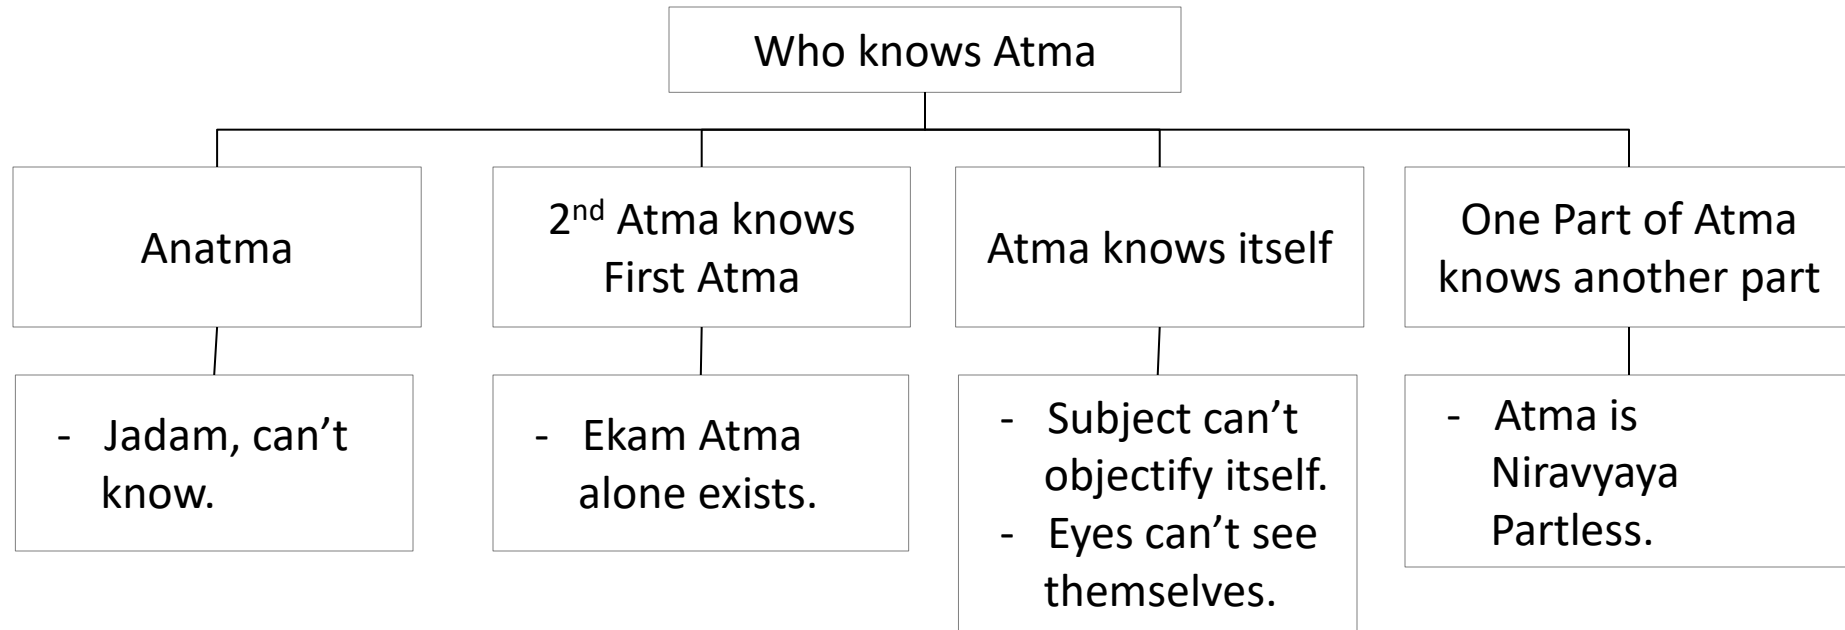 Who knows Atma
Anatma
2nd Atma knows
First Atma
Atma knows itself
One Part of Atma
knows another part
- Jadam, can’t
know.
- Ekam Atma
alone exists.
- Subject can’t
objectify itself.
- Eyes can’t see
themselves.
- Atma is
Niravyaya
Partless.